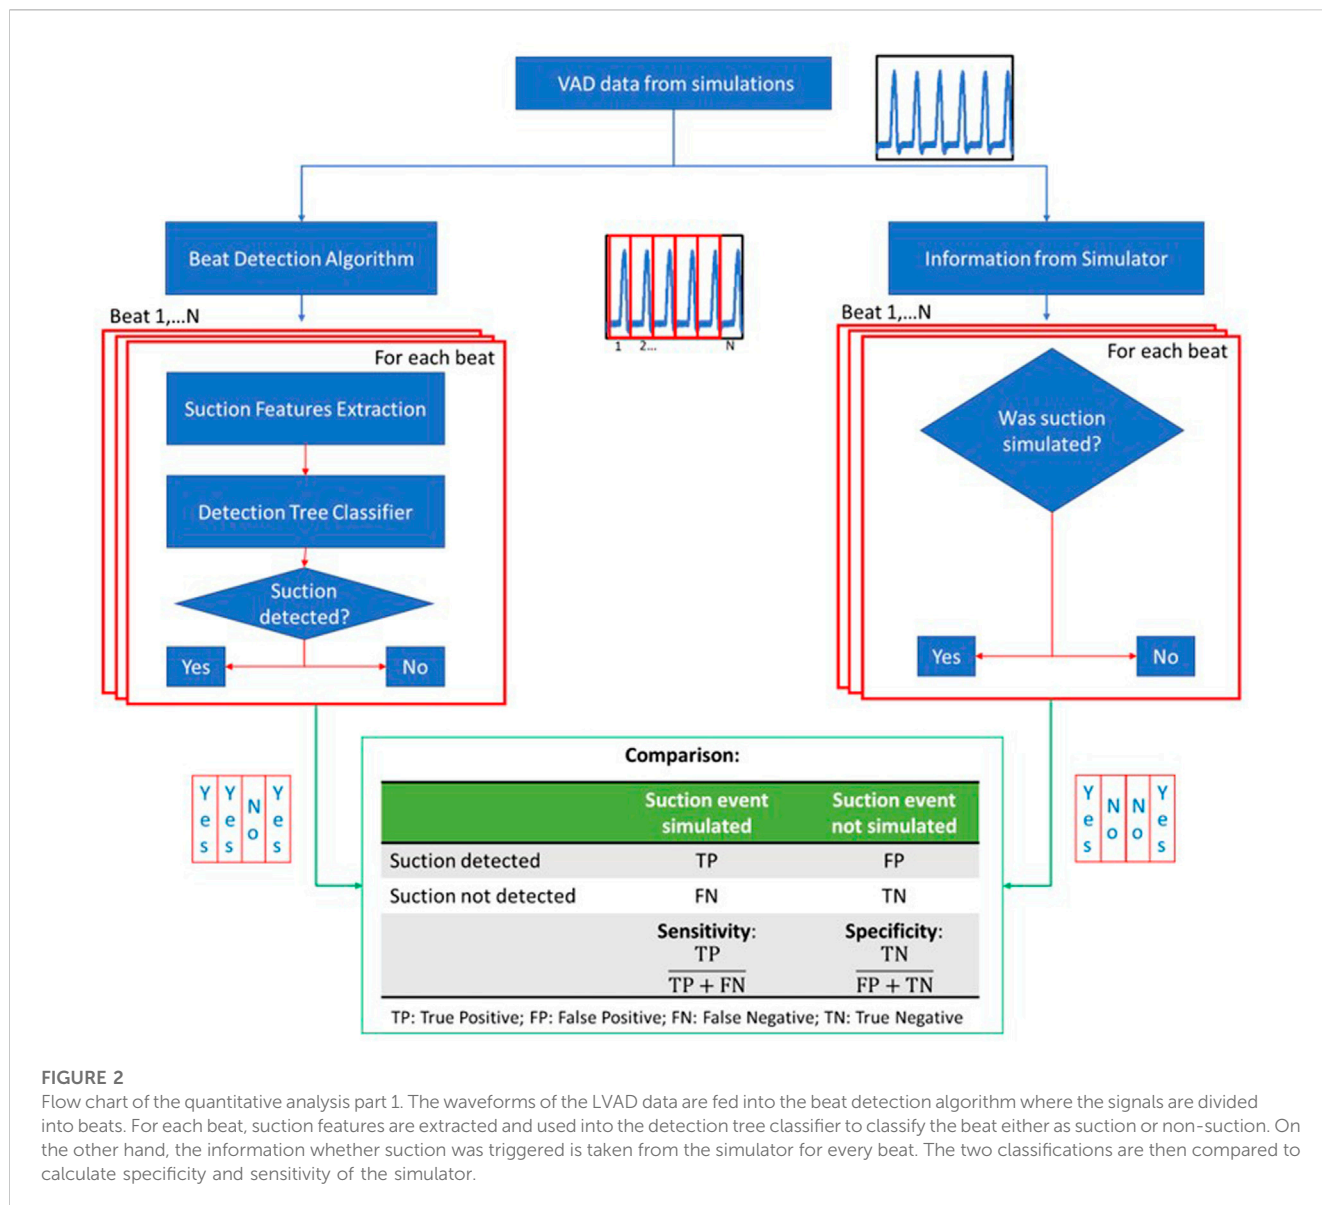 VAD data from simulations
Beat Detection Algorithm
Information from Simulator
1 2... N
Beat 1,...N
For each beat
Suction Features Extraction
Detection Tree Classifier
Suction
detected?
Yes
No
Beat 1,...N
For each beat
Was suction
simulated?
Yes
No
Yes Yes No Yes
Yes No No Yes
Comparison:
Suction event
simulated
Suction event
not simulated
Suction detected TP FP
Suction not detected FN TN
Sensitivity: Specificity:
TP TN
TP + FN FP + TN
TP: True Positive; FP: False Positive; FN: False Negative; TN: True Negative
FIGURE 2
Flow chart of the quantitative analysis part 1. The waveforms of the LVAD data are fed into the beat detection algorithm where the signals are divided
into beats. For each beat, suction features are extracted and used into the detection tree classifier to classify the beat either as suction or non-suction. On
the other hand, the information whether suction was triggered is taken from the simulator for every beat. The two classifications are then compared to
calculate specificity and sensitivity of the simulator.